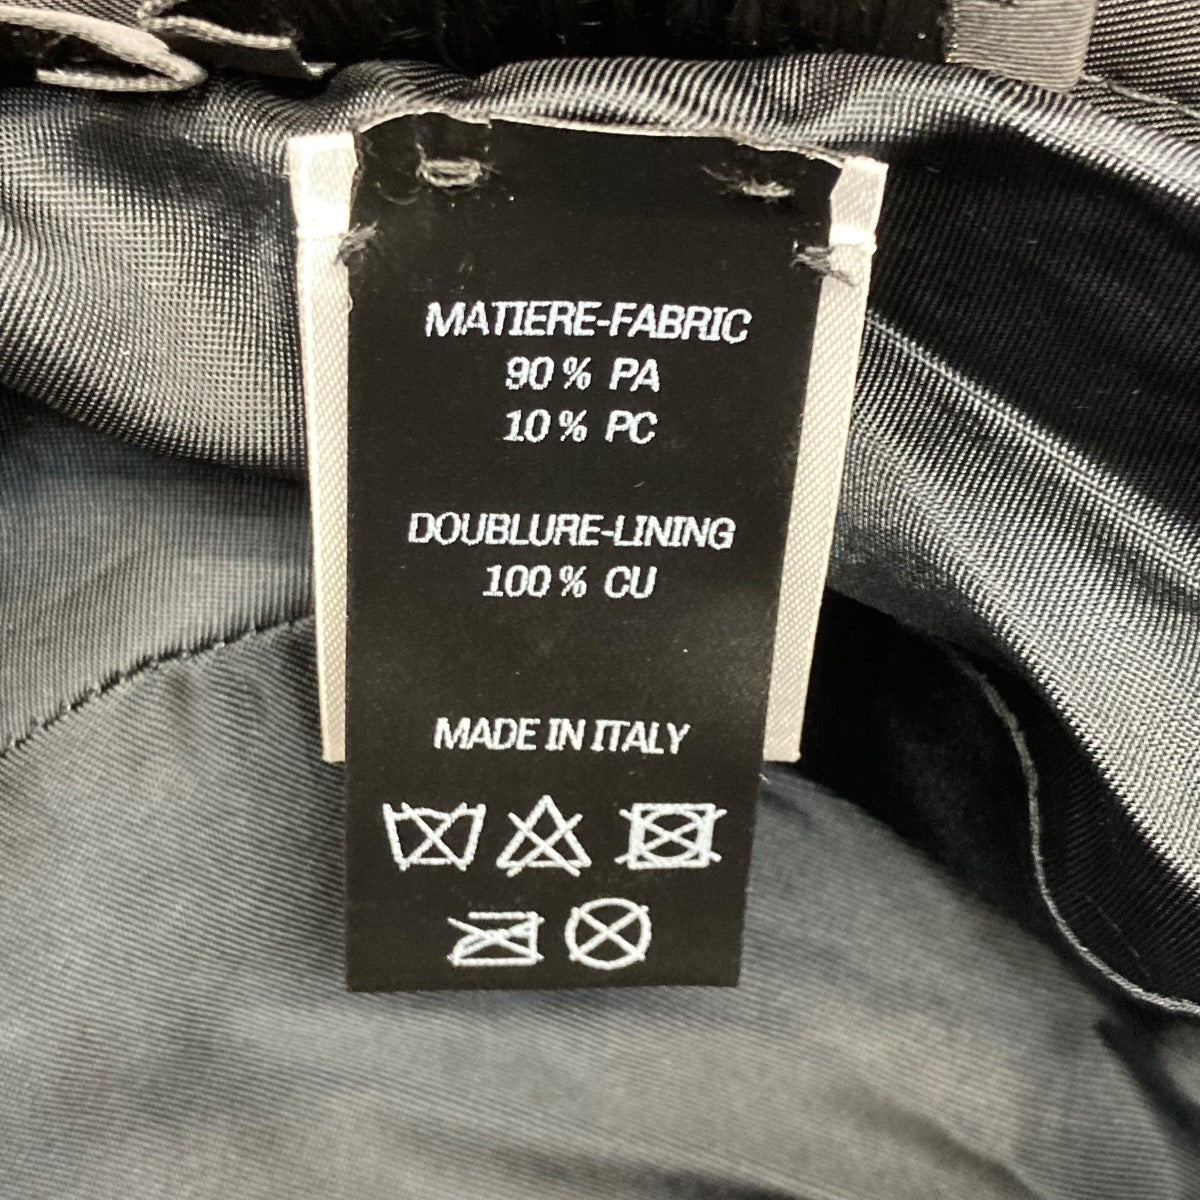 MATIERE-FABRIC
90% PA
10% PC
DOUBLURE-LINING
100% CU
MADE IN ITALY